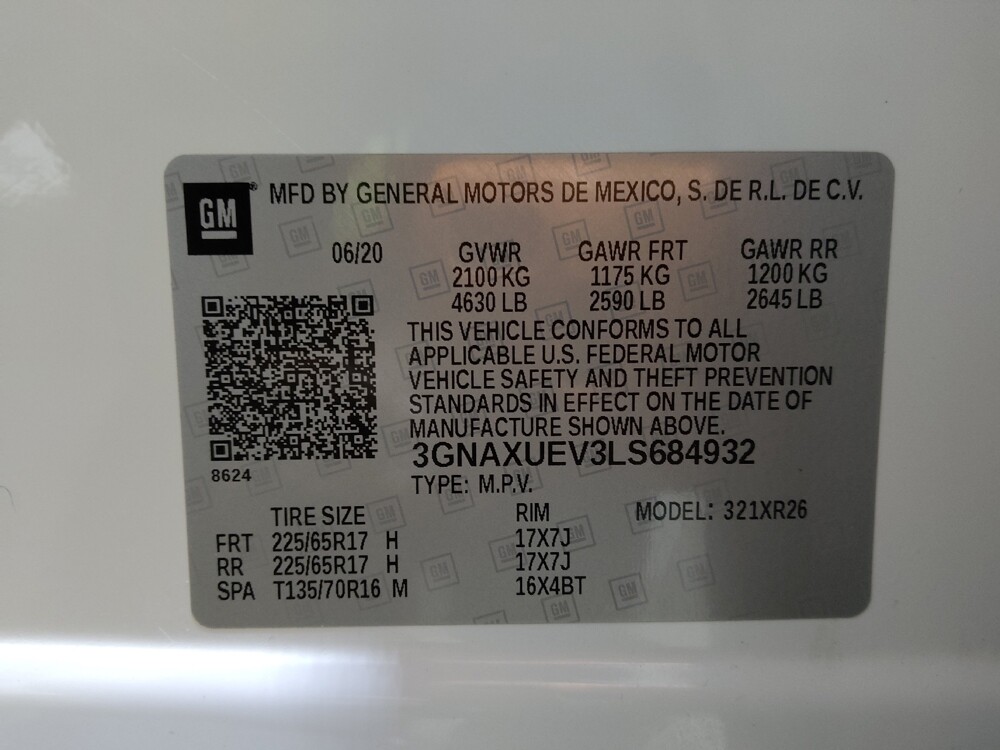 GM® MFD BY GENERAL MOTORS DE MEXICO, S. DE R.L. DE C.V.
06/20 GVWR GAWR FRT GAWR RR
2100 KG 1175 KG 1200 KG
4630 LB 2590 LB 2645 LB
THIS VEHICLE CONFORMS TO ALL
APPLICABLE U.S. FEDERAL MOTOR
VEHICLE SAFETY AND THEFT PREVENTION
STANDARDS IN EFFECT ON THE DATE OF
MANUFACTURE SHOWN ABOVE.
3GNAXUEV3LS684932
8624
TYPE: M.P.V.
TIRE SIZE RIM MODEL: 321XR26
FRT 225/65R17 H 17X7J
RR 225/65R17 H 17X7J
SPA T135/70R16 M 16X4BT